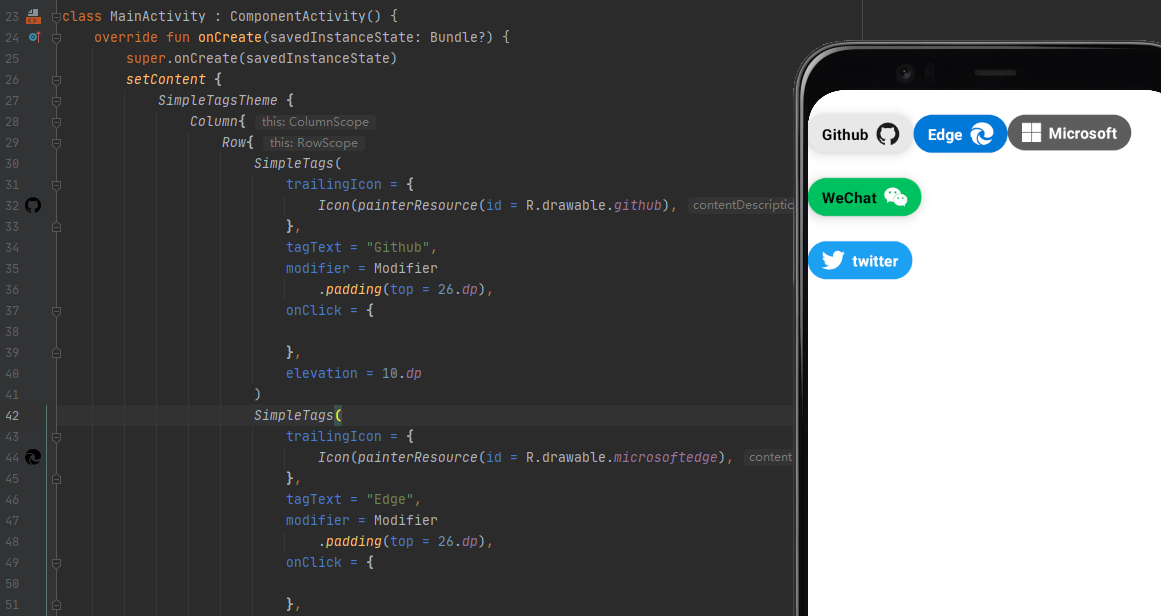 23 class MainActivity : ComponentActivity() {
24 override fun onCreate(savedInstanceState: Bundle?) {
25 super.onCreate(savedInstanceState)
26 setContent {
27 SimpleTagsTheme {
28 Column{ this: ColumnScope
29 Row{ this: RowScope
30 SimpleTags(
31 trailingIcon = {
32 Icon(painterResource(id = R.drawable.github), contentDescriptio
33 },
34 tagText = "Github",
35 modifier = Modifier
36 .padding(top = 26.dp),
37 onClick = {
38
39 },
40 elevation = 10.dp
41 )
42 SimpleTags(
43 trailingIcon = {
44 Icon(painterResource(id = R.drawable.microsoftedge), content
45 },
46 tagText = "Edge",
47 modifier = Modifier
48 .padding(top = 26.dp),
49 onClick = {
50
51 },
Github Edge Microsoft
WeChat
twitter